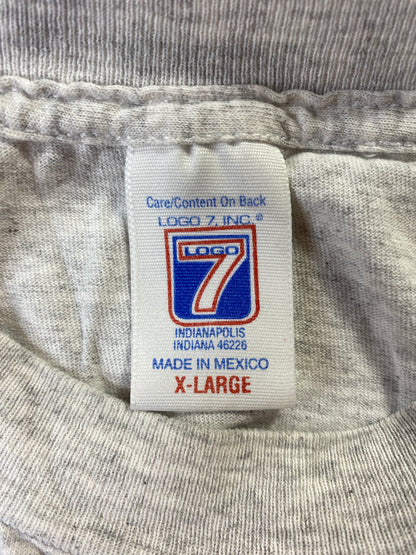 Care/Content On Back
LOGO 7, INC.®
LOGO
7
INDIANAPOLIS
INDIANA 46226
MADE IN MEXICO
X-LARGE